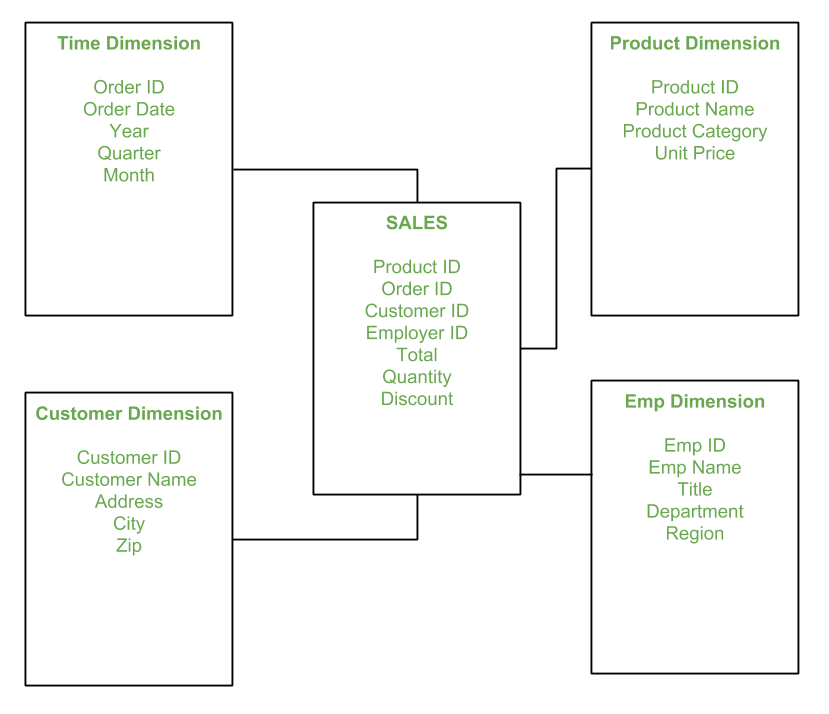 Time Dimension
Order ID
Order Date
Year
Quarter
Month
Product Dimension
Product ID
Product Name
Product Category
Unit Price
SALES
Product ID
Order ID
Customer ID
Employer ID
Total
Quantity
Discount
Customer Dimension
Customer ID
Customer Name
Address
City
Zip
Emp Dimension
Emp ID
Emp Name
Title
Department
Region